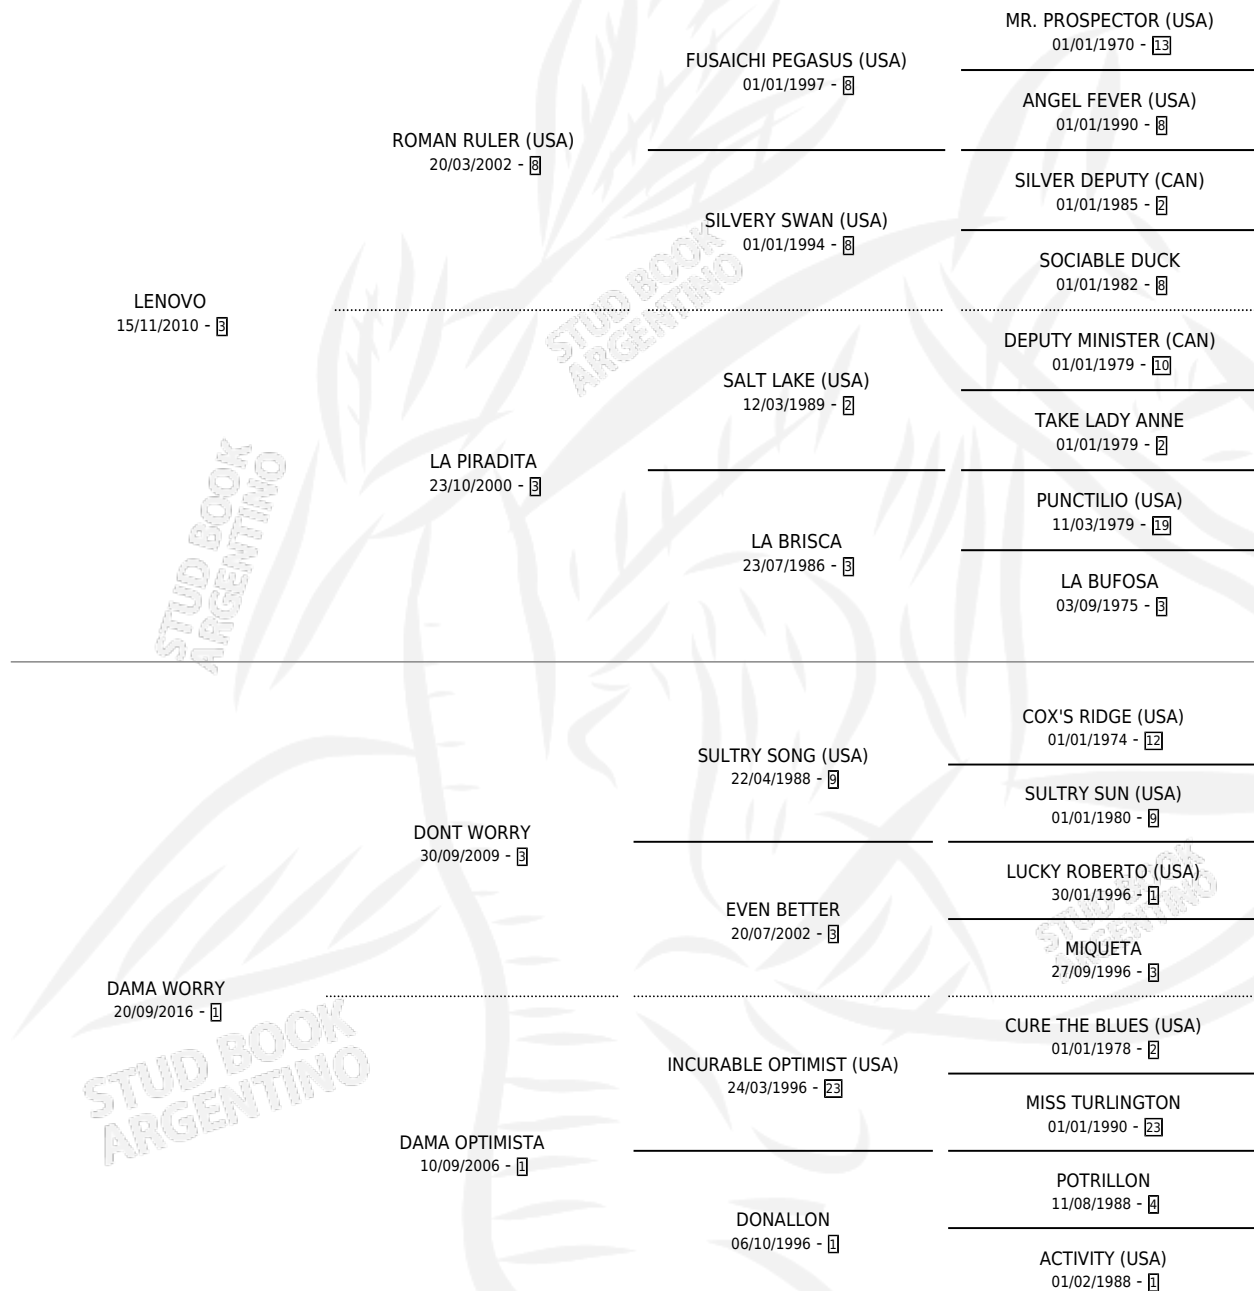 MR. PROSPECTOR (USA)
01/01/1970 - 13
FUSAICHI PEGASUS (USA)
01/01/1997 - 8
ANGEL FEVER (USA)
01/01/1990 - 8
ROMAN RULER (USA)
20/03/2002 - 8
SILVER DEPUTY (CAN)
01/01/1985 - 2
SILVERY SWAN (USA)
01/01/1994 - 8
SOCIABLE DUCK
01/01/1982 - 8
LENOVO
15/11/2010 - 3
STUD BOOK
ARGENTINO
DEPUTY MINISTER (CAN)
01/01/1979 - 10
SALT LAKE (USA)
12/03/1989 - 2
TAKE LADY ANNE
01/01/1979 - 2
LA PIRADITA
23/10/2000 - 3
PUNCTILIO (USA)
11/03/1979 - 19
LA BRISCA
23/07/1986 - 3
LA BUFOSA
03/09/1975 - 3
STUD BOOK
ARGENTINO
COX'S RIDGE (USA)
01/01/1974 - 12
SULTRY SONG (USA)
22/04/1988 - 9
SULTRY SUN (USA)
01/01/1980 - 9
DONT WORRY
30/09/2009 - 3
LUCKY ROBERTO (USA)
30/01/1996 - 1
EVEN BETTER
20/07/2002 - 3
STUD BOOK
ARGENTINO
MIQUETA
27/09/1996 - 3
DAMA WORRY
20/09/2016 - 1
STUD BOOK
ARGENTINO
CURE THE BLUES (USA)
01/01/1978 - 2
INCURABLE OPTIMIST (USA)
24/03/1996 - 23
MISS TURLINGTON
01/01/1990 - 23
DAMA OPTIMISTA
10/09/2006 - 1
POTRILLON
11/08/1988 - 4
DONALLON
06/10/1996 - 1
ACTIVITY (USA)
01/02/1988 - 1